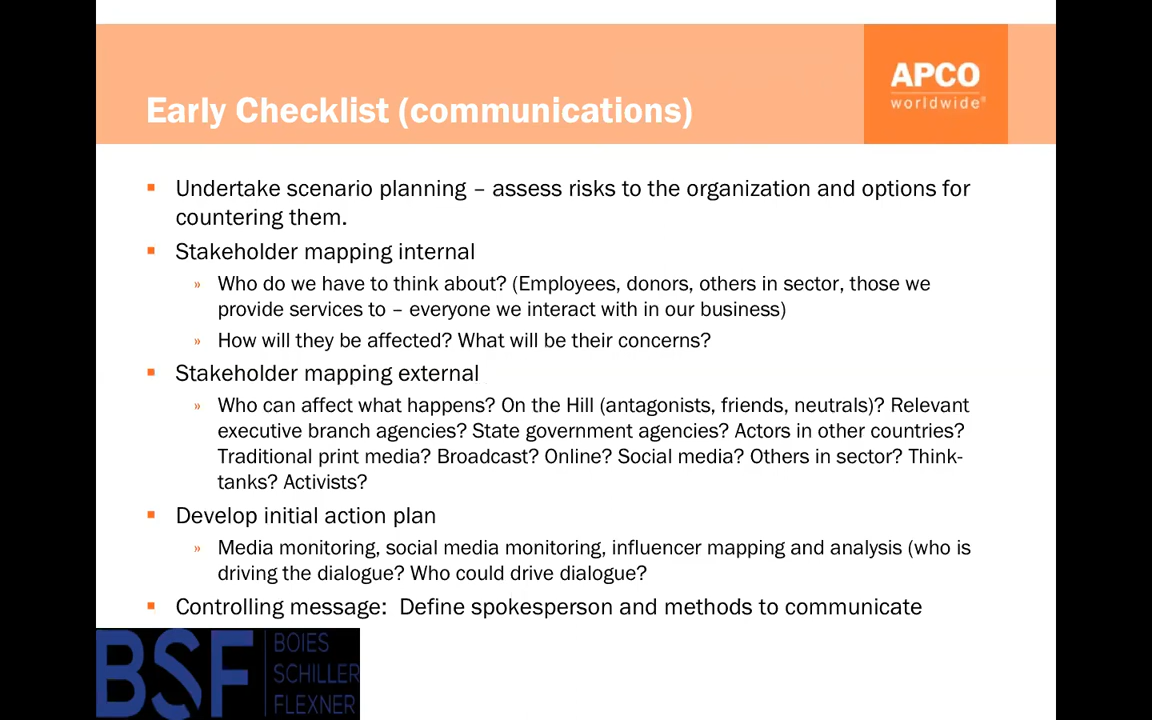 APCO
worldwide®
Early Checklist (communications)
▪ Undertake scenario planning – assess risks to the organization and options for
countering them.
▪ Stakeholder mapping internal
» Who do we have to think about? (Employees, donors, others in sector, those we
provide services to – everyone we interact with in our business)
» How will they be affected? What will be their concerns?
▪ Stakeholder mapping external
» Who can affect what happens? On the Hill (antagonists, friends, neutrals)? Relevant
executive branch agencies? State government agencies? Actors in other countries?
Traditional print media? Broadcast? Online? Social media? Others in sector? Think-
tanks? Activists?
▪ Develop initial action plan
» Media monitoring, social media monitoring, influencer mapping and analysis (who is
driving the dialogue? Who could drive dialogue?
▪ Controlling message:  Define spokesperson and methods to communicate
BSF
BOIES
SCHILLER
FLEXNER